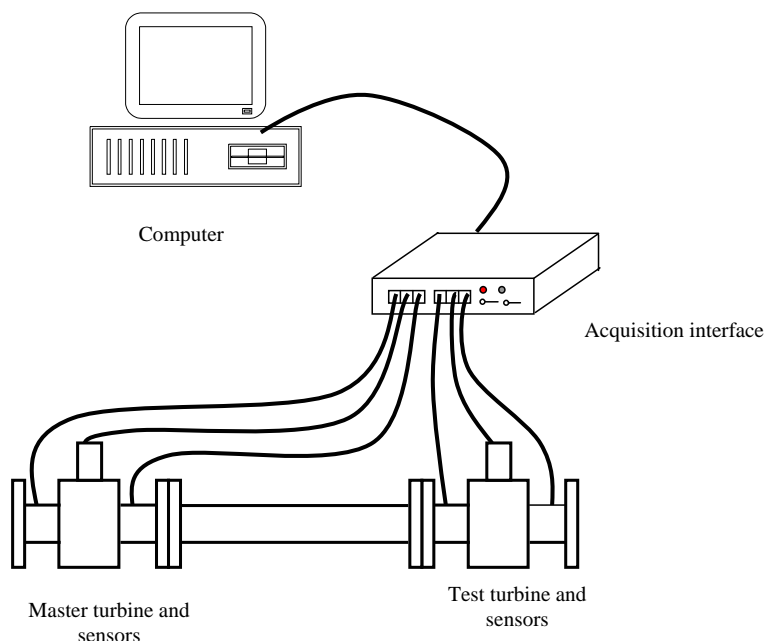 Computer
Acquisition interface
Master turbine and
sensors
Test turbine and
sensors